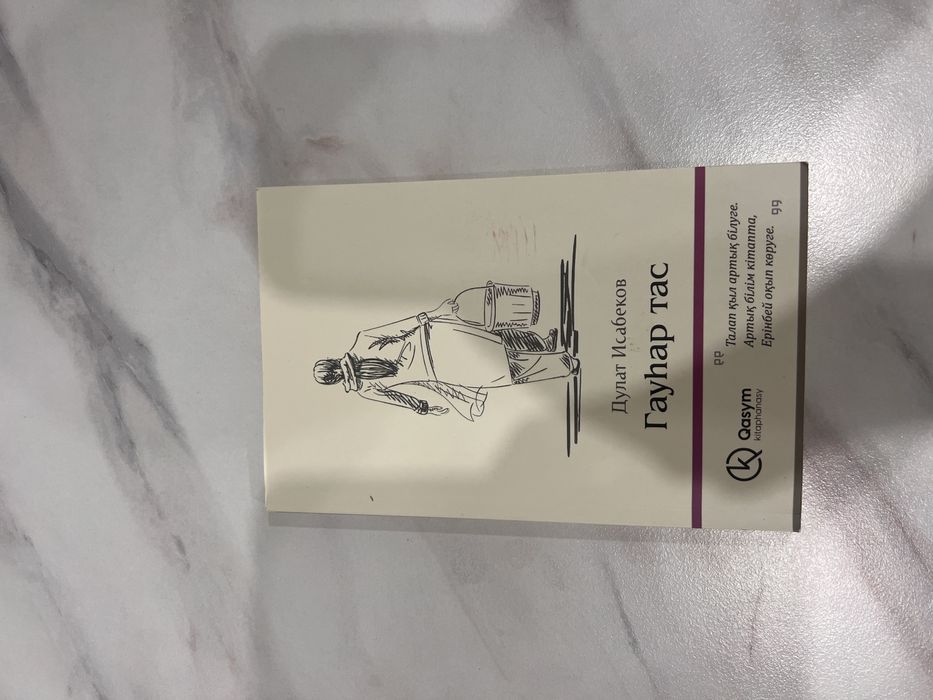 Дулат Исабеков
Гауһар тас
Qasym
kitaphanasy
Талап қыл артық білуге.
Артық білім кітапта,
Ерінбей оқып көруге.